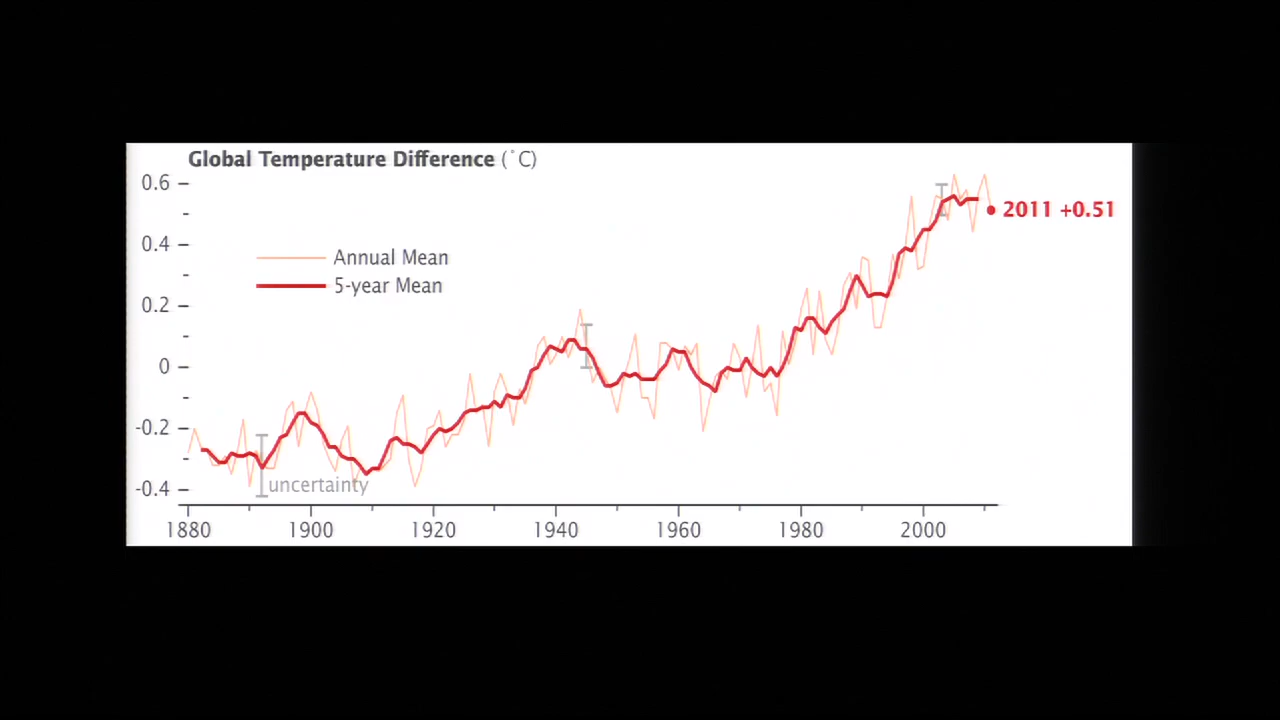 Global Temperature Difference (˚C)
0.6
2011 +0.51
0.4
Annual Mean
5-year Mean
0.2
0
-0.2
-0.4
uncertainty
1880 1900 1920 1940 1960 1980 2000